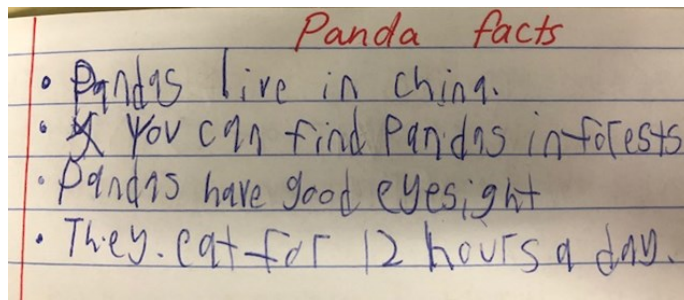 Panda facts
• Pandas live in china.
• You can find Pandas in forests
• Pandas have good eyesight
• They. eat for 12 hours a day.